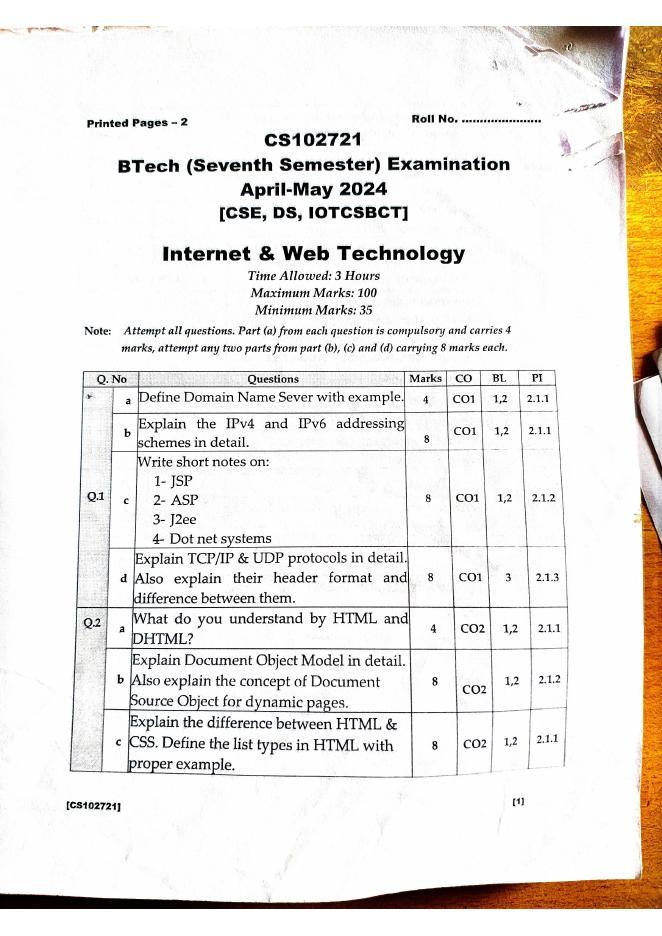 Printed Pages – 2
Roll No. ......................
CS102721
BTech (Seventh Semester) Examination
April-May 2024
[CSE, DS, IOTCSBCT]
Internet & Web Technology
Time Allowed: 3 Hours
Maximum Marks: 100
Minimum Marks: 35
Note: Attempt all questions. Part (a) from each question is compulsory and carries 4
marks, attempt any two parts from part (b), (c) and (d) carrying 8 marks each.
Q. No Questions Marks CO BL PI
a Define Domain Name Sever with example. 4 CO1 1,2 2.1.1
b Explain the IPv4 and IPv6 addressing
schemes in detail. 8 CO1 1,2 2.1.1
Write short notes on:
1- JSP
Q.1 c 2- ASP 8 CO1 1,2 2.1.2
3- J2ee
4- Dot net systems
Explain TCP/IP & UDP protocols in detail.
d Also explain their header format and 8 CO1 3 2.1.3
difference between them.
Q.2 a What do you understand by HTML and 4 CO2 1,2 2.1.1
DHTML?
Explain Document Object Model in detail.
b Also explain the concept of Document 8 CO2 1,2 2.1.2
Source Object for dynamic pages.
Explain the difference between HTML &
c CSS. Define the list types in HTML with 8 CO2 1,2 2.1.1
proper example.
[CS102721]
[1]